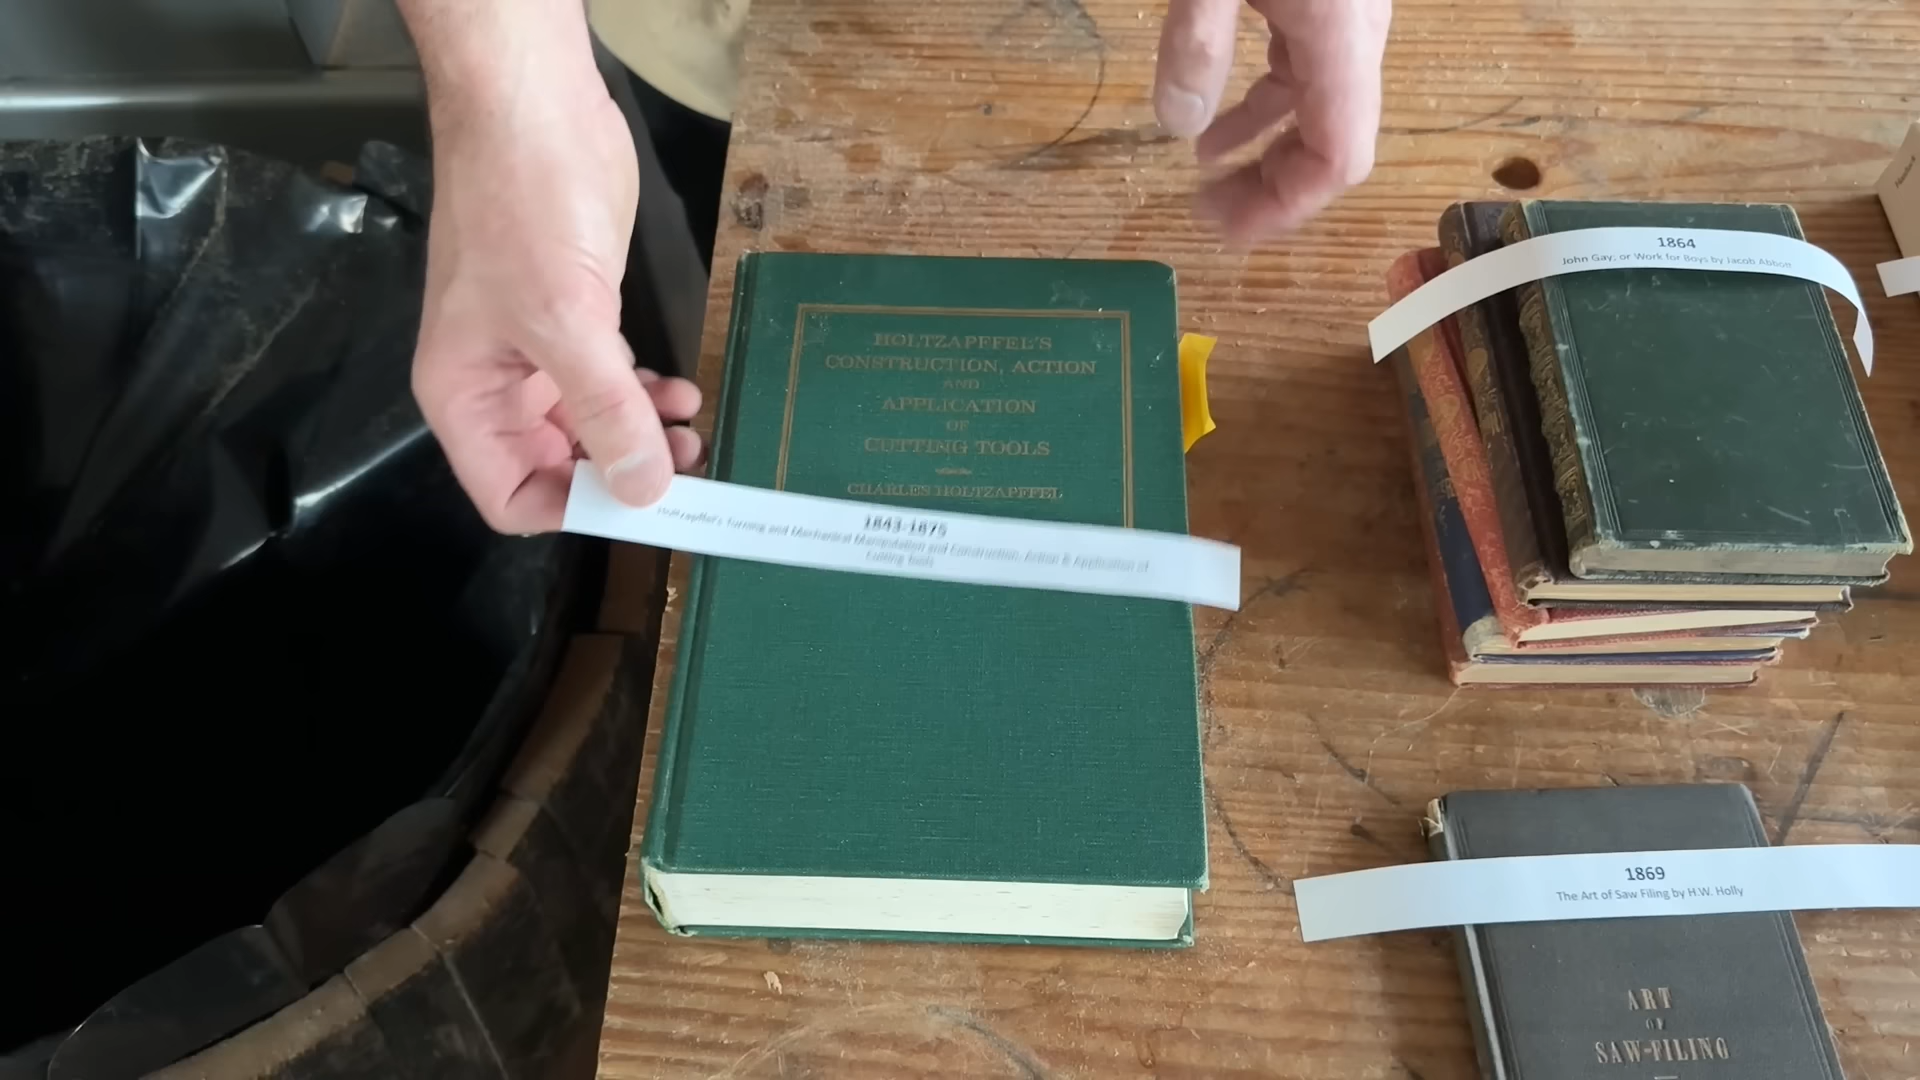 HOLTZAPFFEL'S
CONSTRUCTION, ACTION
AND
APPLICATION
OF
CUTTING TOOLS
CHARLES HOLTZAPFFEL
1843-1875
Holtzapffel's Turning and Mechanical Manipulation and Construction, Action & Application of
Cutting Tools
1864
John Gay; or Work for Boys by Jacob Abbott
1869
The Art of Saw Filing by H.W. Holly
ART
OF
SAW-FILING